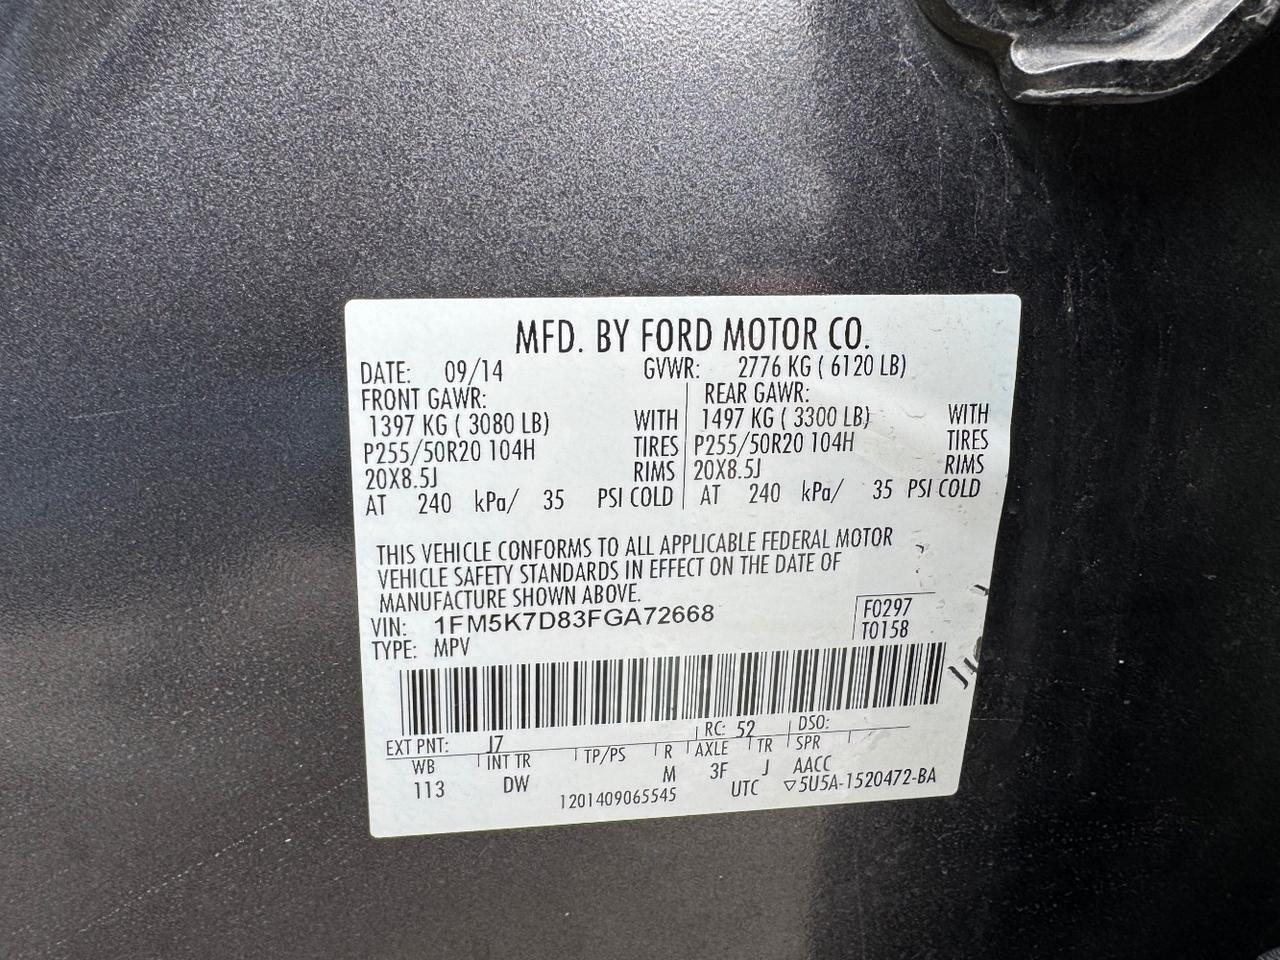 MFD. BY FORD MOTOR CO.
DATE: 09/14 GVWR: 2776 KG ( 6120 LB)
FRONT GAWR: REAR GAWR:
1397 KG ( 3080 LB) WITH 1497 KG ( 3300 LB) WITH
P255/50R20 104H TIRES P255/50R20 104H TIRES
20X8.5J RIMS 20X8.5J RIMS
AT 240 kPa/ 35 PSI COLD AT 240 kPa/ 35 PSI COLD
THIS VEHICLE CONFORMS TO ALL APPLICABLE FEDERAL MOTOR
VEHICLE SAFETY STANDARDS IN EFFECT ON THE DATE OF
MANUFACTURE SHOWN ABOVE.
VIN: 1FM5K7D83FGA72668 F0297
TYPE: MPV T0158
EXT PNT: J7 RC: 52 DSO:
WB INT TR TP/PS R AXLE TR SPR
113 DW M 3F J AACC
1201409065545 UTC ▽5U5A-1520472-BA